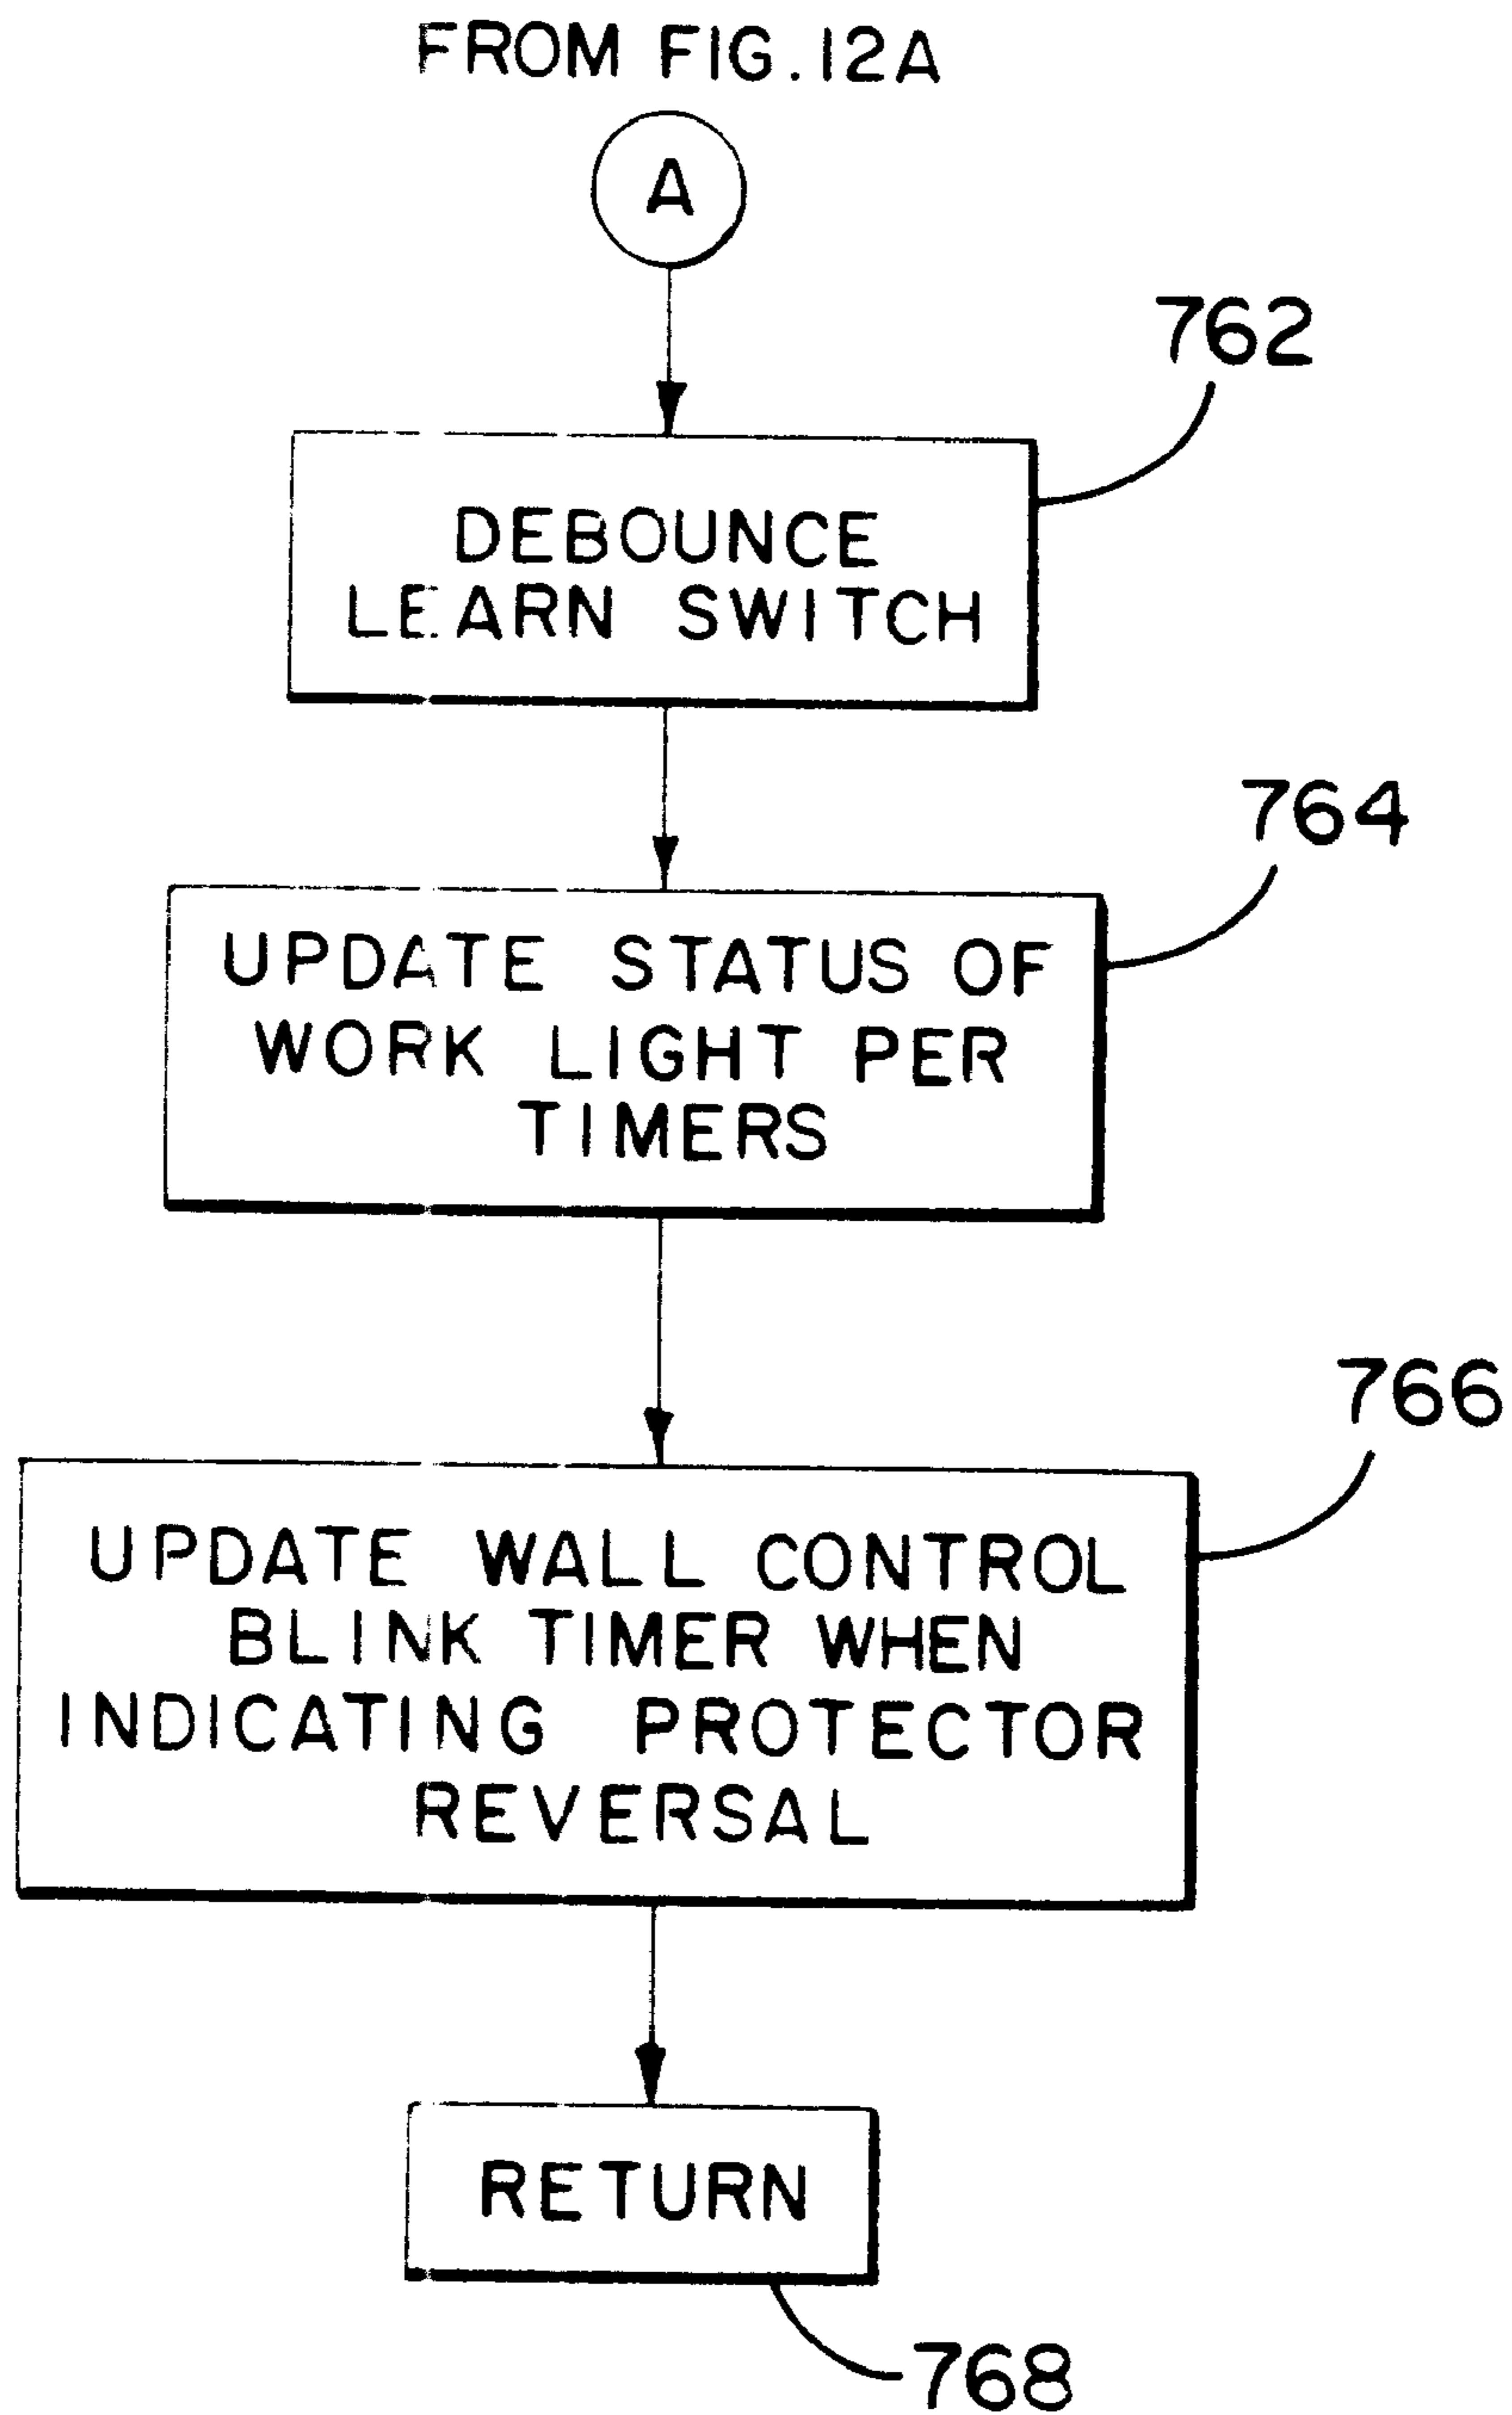 FROM FIG. 12A
A
762
DEBOUNCE
LEARN SWITCH
764
UPDATE STATUS OF
WORK LIGHT PER
TIMERS
766
UPDATE WALL CONTROL
BLINK TIMER WHEN
INDICATING PROTECTOR
REVERSAL
RETURN
768